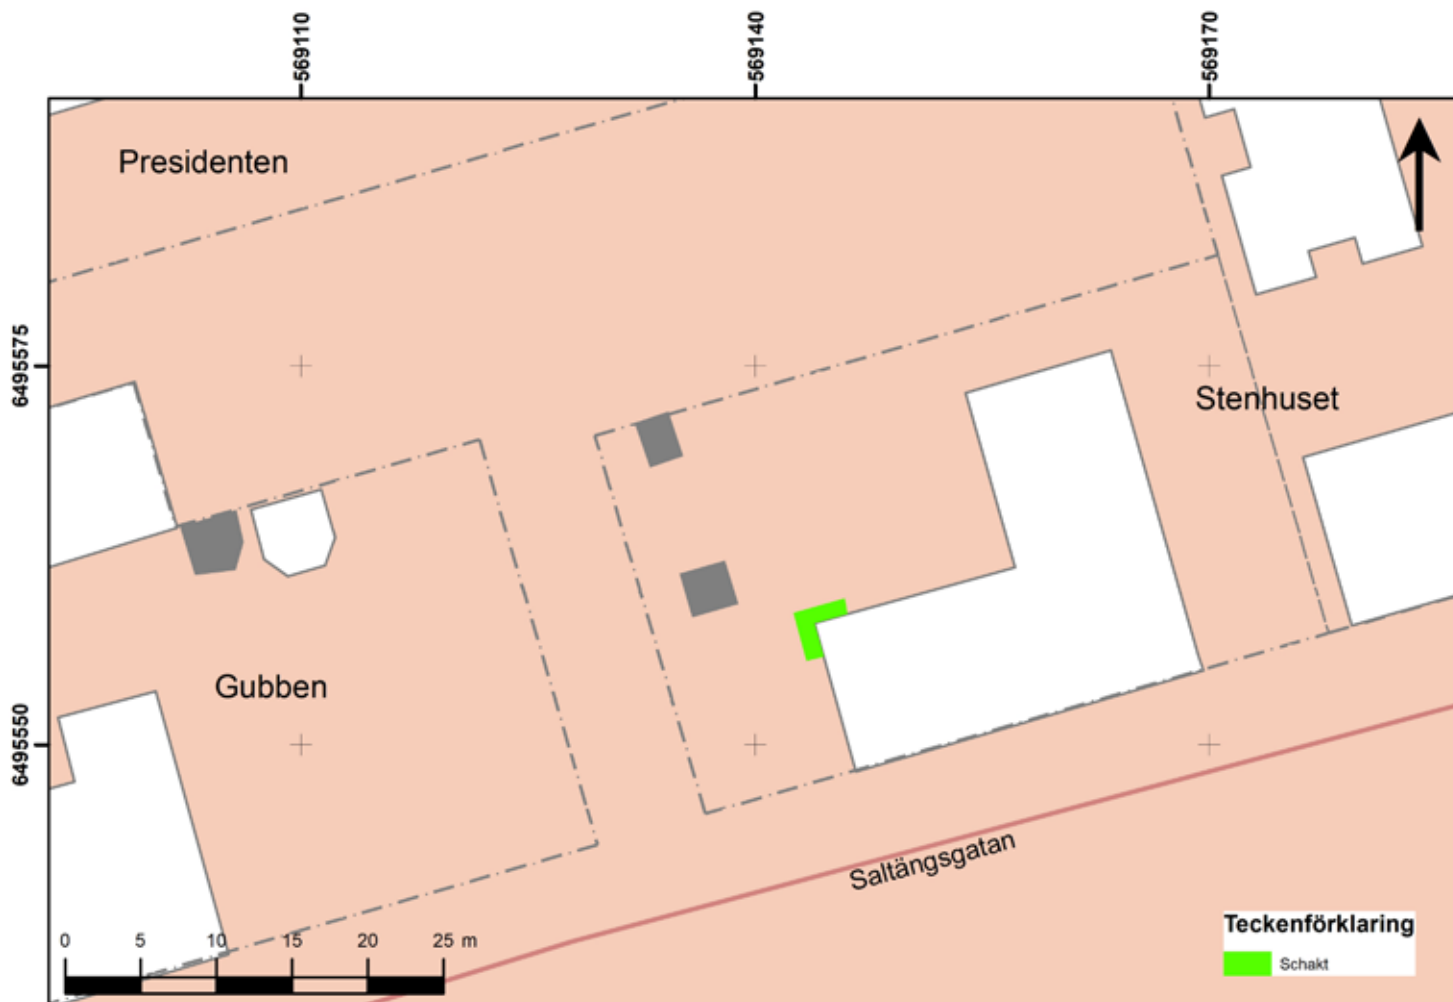 569110
569140
569170
Presidenten
6495575
Stenhuset
Gubben
6495550
Saltängsgatan
0 5 10 15 20 25 m
Teckenförklaring
Schakt